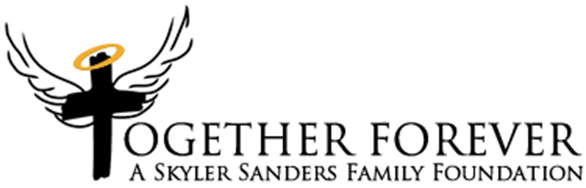 TOGETHER FOREVER
A SKYLER SANDERS FAMILY FOUNDATION